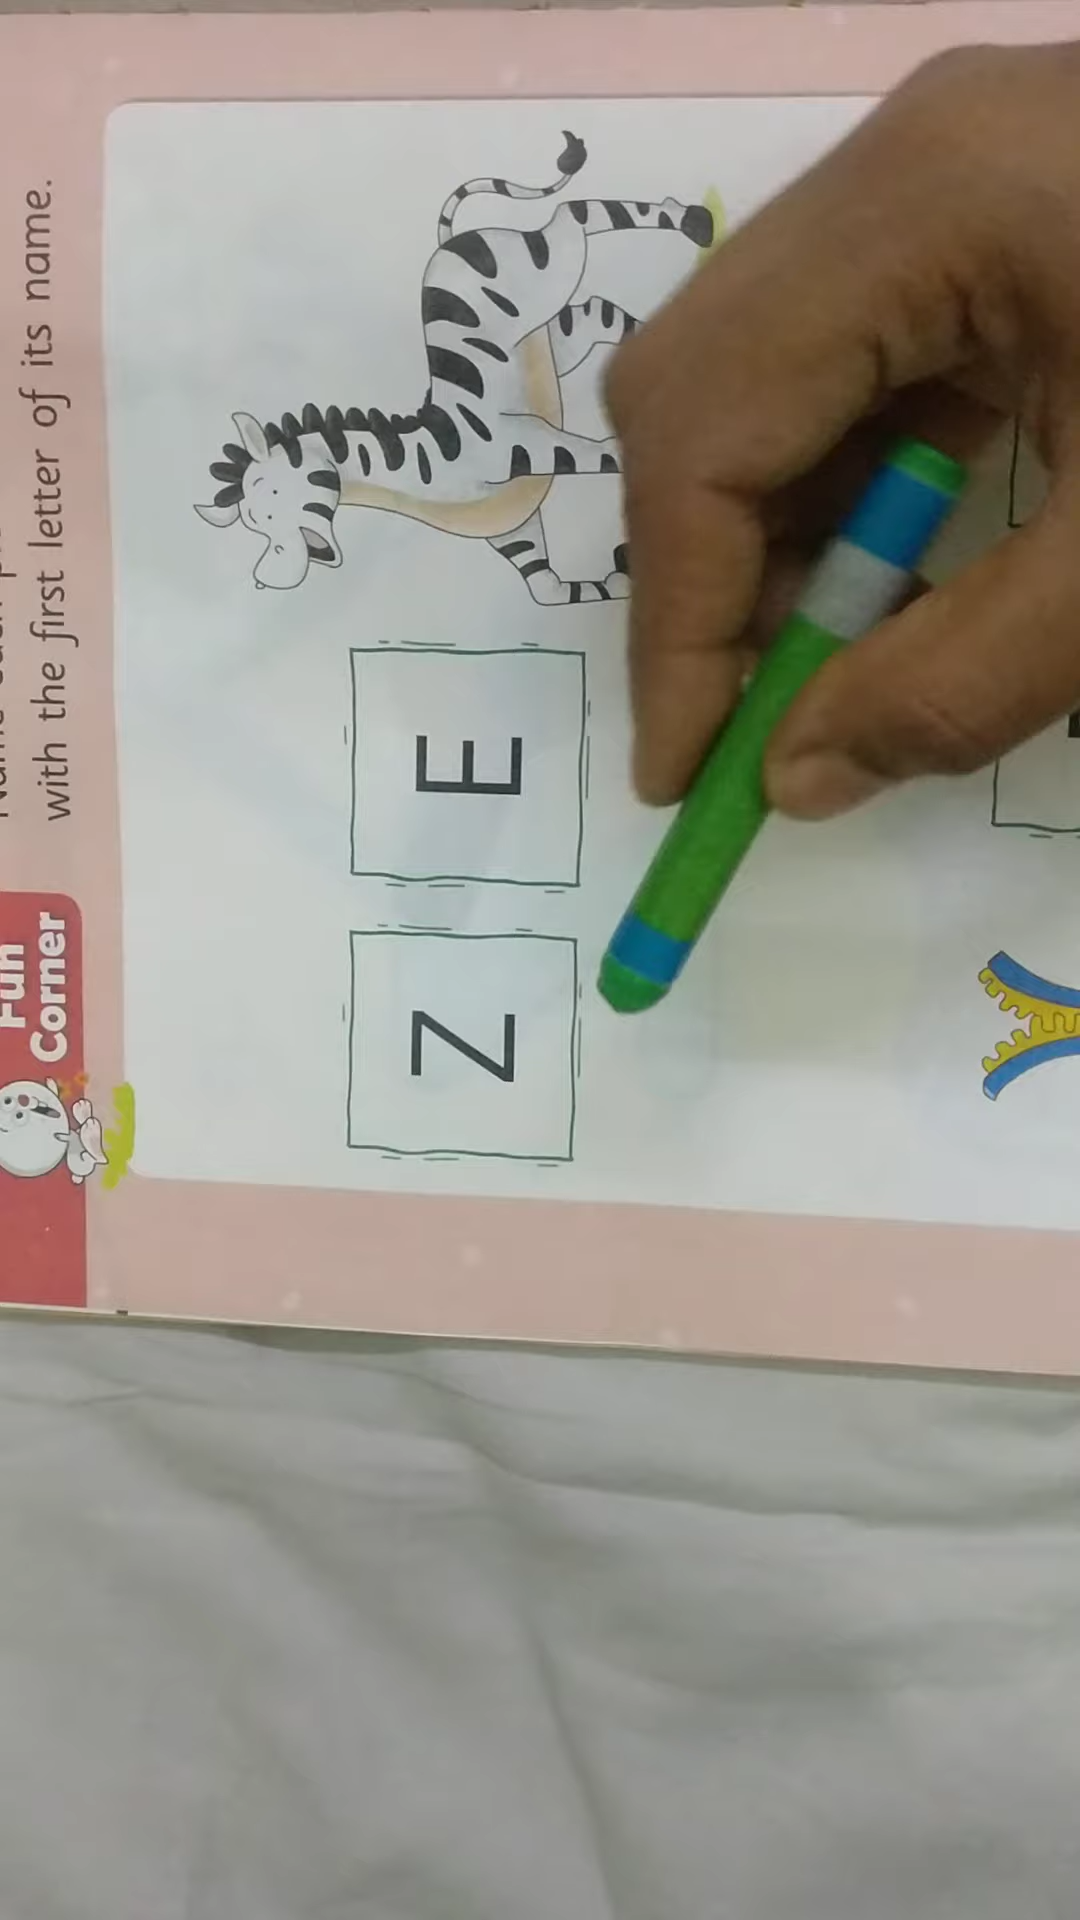 Fun
Corner
with the first letter of its name.
Z E